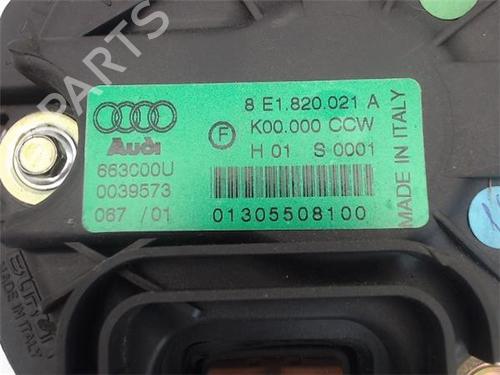 PARTS
8 E1.820.021 A
F
K00.000 CCW
H 01 S 0001
Audi
663C00U
0039573
067 / 01
01305508100
MADE IN ITALY
MADE IN ITALY